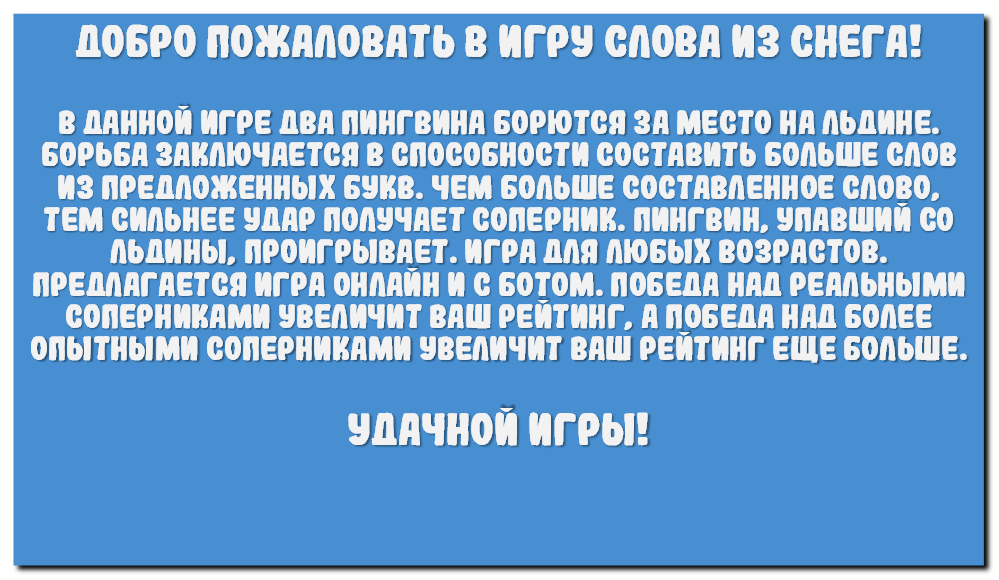 ДОБРО ПОЖАЛОВАТЬ В ИГРУ СЛОВА ИЗ СНЕГА!
В ДАННОЙ ИГРЕ ДВА ПИНГВИНА БОРЮТСЯ ЗА МЕСТО НА ЛЬДИНЕ.
БОРЬБА ЗАКЛЮЧАЕТСЯ В СПОСОБНОСТИ СОСТАВИТЬ БОЛЬШЕ СЛОВ
ИЗ ПРЕДЛОЖЕННЫХ БУКВ. ЧЕМ БОЛЬШЕ СОСТАВЛЕННОЕ СЛОВО,
ТЕМ СИЛЬНЕЕ УДАР ПОЛУЧАЕТ СОПЕРНИК. ПИНГВИН, УПАВШИЙ СО
ЛЬДИНЫ, ПРОИГРЫВАЕТ. ИГРА ДЛЯ ЛЮБЫХ ВОЗРАСТОВ.
ПРЕДЛАГАЕТСЯ ИГРА ОНЛАЙН И С БОТОМ. ПОБЕДА НАД РЕАЛЬНЫМИ
СОПЕРНИКАМИ УВЕЛИЧИТ ВАШ РЕЙТИНГ, А ПОБЕДА НАД БОЛЕЕ
ОПЫТНЫМИ СОПЕРНИКАМИ УВЕЛИЧИТ ВАШ РЕЙТИНГ ЕЩЕ БОЛЬШЕ.
УДАЧНОЙ ИГРЫ!